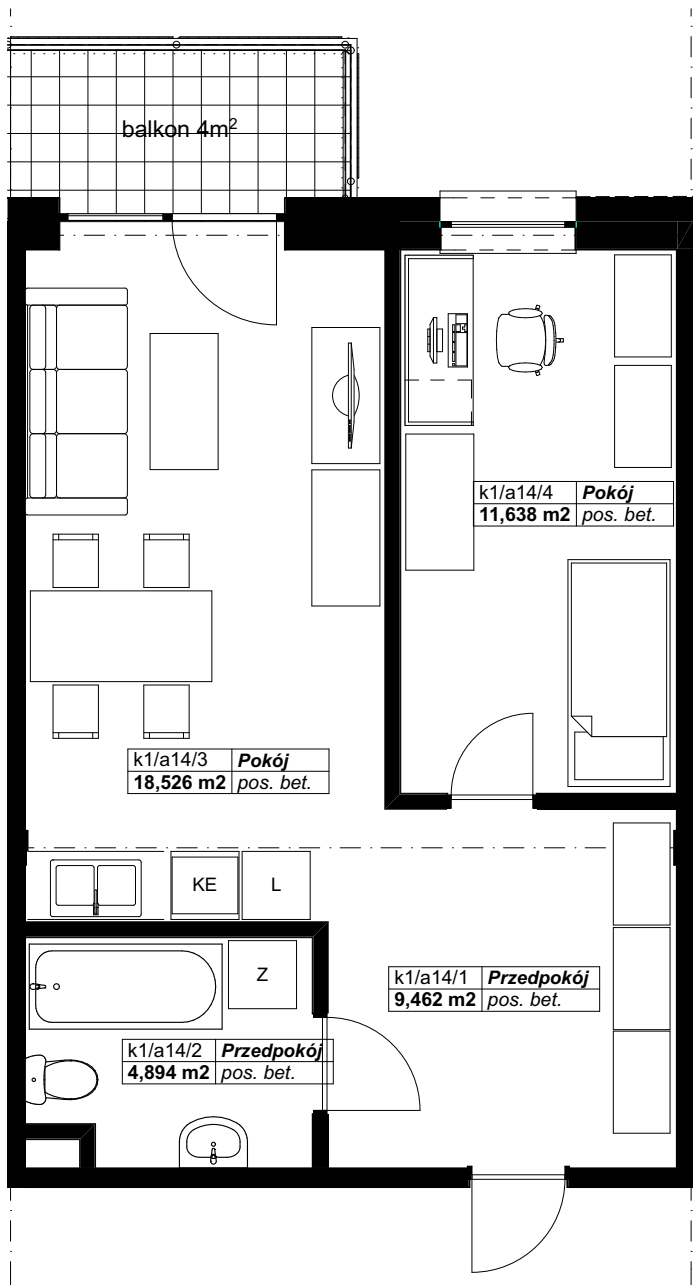 balkon 4m²
k1/a14/4 Pokój
11,638 m2 pos. bet.
k1/a14/3 Pokój
18,526 m2 pos. bet.
KE L
Z
k1/a14/1 Przedpokój
9,462 m2 pos. bet.
k1/a14/2 Przedpokój
4,894 m2 pos. bet.